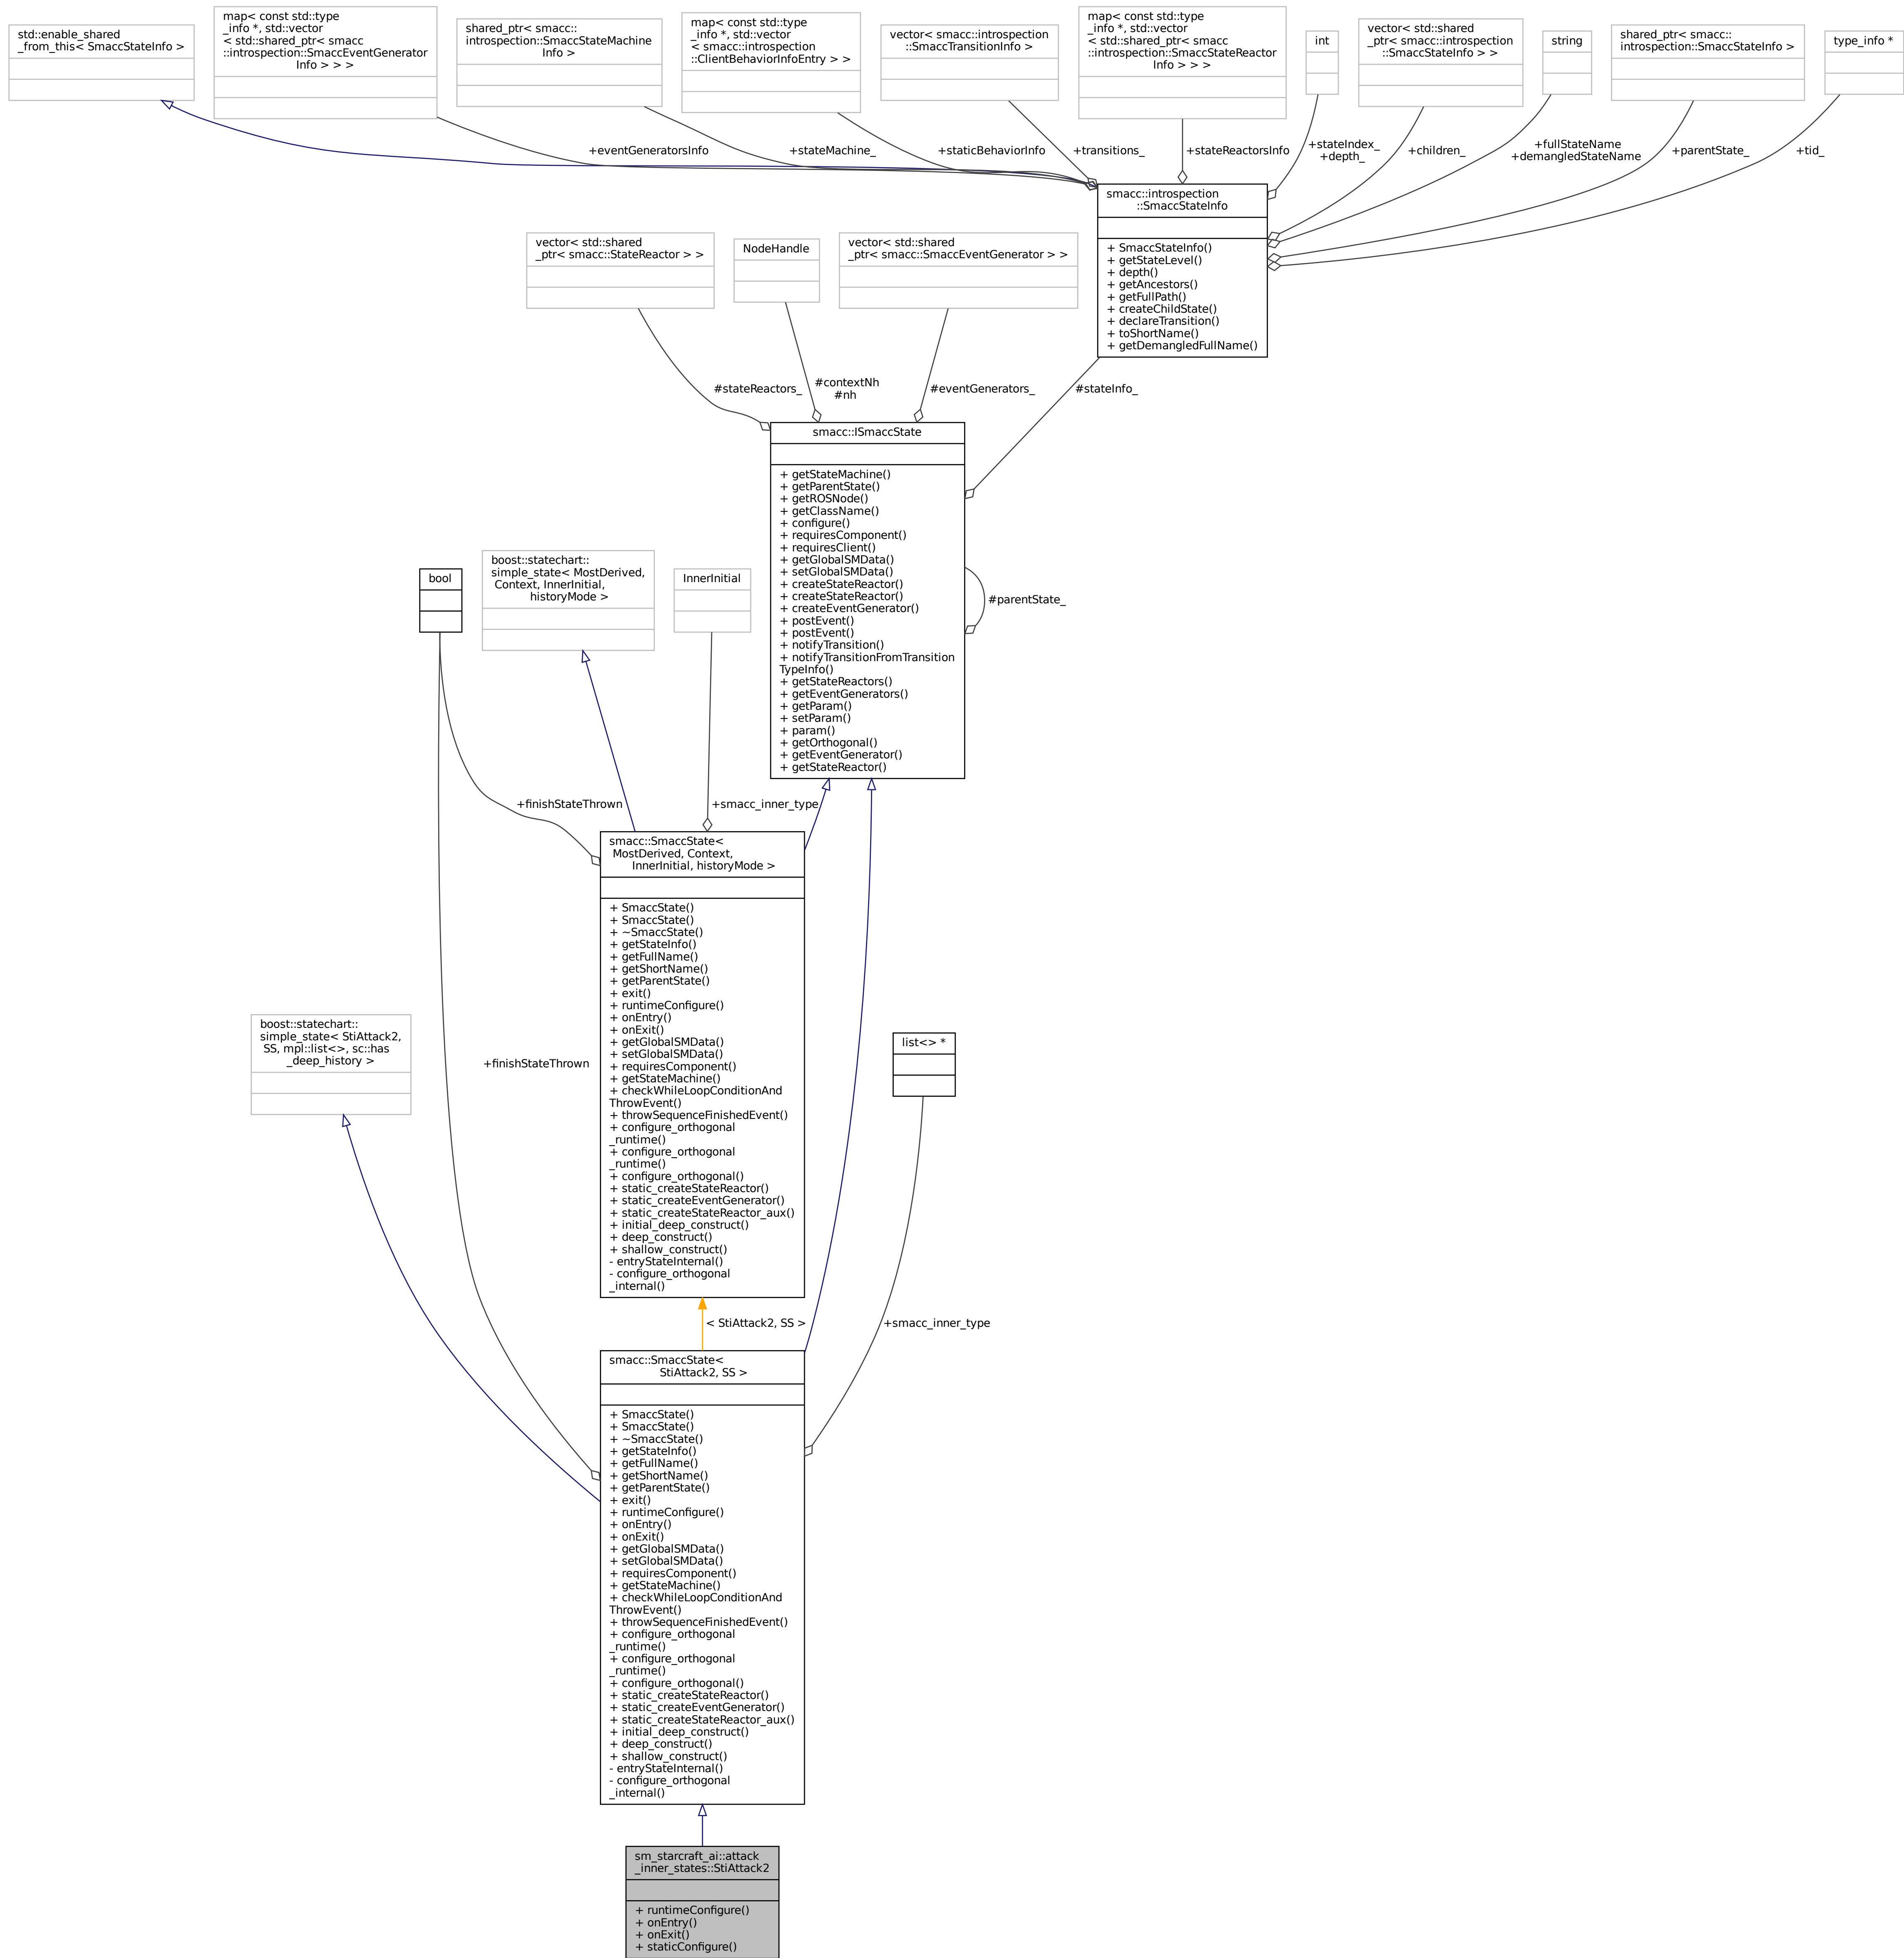 std::enable_shared
_from_this< SmaccStateInfo >
map< const std::type
_info *, std::vector
< std::shared_ptr< smacc
::introspection::SmaccEventGenerator
Info > > >
shared_ptr< smacc::
introspection::SmaccStateMachine
Info >
map< const std::type
_info *, std::vector
< smacc::introspection
::ClientBehaviorInfoEntry > >
vector< smacc::introspection
::SmaccTransitionInfo >
map< const std::type
_info *, std::vector
< std::shared_ptr< smacc
::introspection::SmaccStateReactor
Info > > >
int
vector< std::shared
_ptr< smacc::introspection
::SmaccStateInfo > >
string
shared_ptr< smacc::
introspection::SmaccStateInfo >
type_info *
+eventGeneratorsInfo
+stateMachine_
+staticBehaviorInfo
+transitions_
+stateReactorsInfo
+stateIndex_
+depth_
+children_
+fullStateName
+demangledStateName
+parentState_
+tid_
smacc::introspection
::SmaccStateInfo
+ SmaccStateInfo()
+ getStateLevel()
+ depth()
+ getAncestors()
+ getFullPath()
+ createChildState()
+ declareTransition()
+ toShortName()
+ getDemangledFullName()
vector< std::shared
_ptr< smacc::StateReactor > >
NodeHandle
vector< std::shared
_ptr< smacc::SmaccEventGenerator > >
#stateReactors_
#contextNh
#nh
#eventGenerators_
#stateInfo_
smacc::ISmaccState
+ getStateMachine()
+ getParentState()
+ getROSNode()
+ getClassName()
+ configure()
+ requiresComponent()
+ requiresClient()
+ getGlobalSMData()
+ setGlobalSMData()
+ createStateReactor()
+ createStateReactor()
+ createEventGenerator()
+ postEvent()
+ postEvent()
+ notifyTransition()
+ notifyTransitionFromTransition
TypeInfo()
+ getStateReactors()
+ getEventGenerators()
+ getParam()
+ setParam()
+ param()
+ getOrthogonal()
+ getEventGenerator()
+ getStateReactor()
#parentState_
bool
boost::statechart::
simple_state< MostDerived,
Context, InnerInitial,
historyMode >
InnerInitial
+finishStateThrown
+smacc_inner_type
smacc::SmaccState<
MostDerived, Context,
InnerInitial, historyMode >
+ SmaccState()
+ SmaccState()
+ ~SmaccState()
+ getStateInfo()
+ getFullName()
+ getShortName()
+ getParentState()
+ exit()
+ runtimeConfigure()
+ onEntry()
+ onExit()
+ getGlobalSMData()
+ setGlobalSMData()
+ requiresComponent()
+ getStateMachine()
+ checkWhileLoopConditionAnd
ThrowEvent()
+ throwSequenceFinishedEvent()
+ configure_orthogonal
_runtime()
+ configure_orthogonal
_runtime()
+ configure_orthogonal()
+ static_createStateReactor()
+ static_createEventGenerator()
+ static_createStateReactor_aux()
+ initial_deep_construct()
+ deep_construct()
+ shallow_construct()
- entryStateInternal()
- configure_orthogonal
_internal()
boost::statechart::
simple_state< StiAttack2,
SS, mpl::list<>, sc::has
_deep_history >
+finishStateThrown
list<> *
< StiAttack2, SS >
+smacc_inner_type
smacc::SmaccState<
StiAttack2, SS >
+ SmaccState()
+ SmaccState()
+ ~SmaccState()
+ getStateInfo()
+ getFullName()
+ getShortName()
+ getParentState()
+ exit()
+ runtimeConfigure()
+ onEntry()
+ onExit()
+ getGlobalSMData()
+ setGlobalSMData()
+ requiresComponent()
+ getStateMachine()
+ checkWhileLoopConditionAnd
ThrowEvent()
+ throwSequenceFinishedEvent()
+ configure_orthogonal
_runtime()
+ configure_orthogonal
_runtime()
+ configure_orthogonal()
+ static_createStateReactor()
+ static_createEventGenerator()
+ static_createStateReactor_aux()
+ initial_deep_construct()
+ deep_construct()
+ shallow_construct()
- entryStateInternal()
- configure_orthogonal
_internal()
sm_starcraft_ai::attack
_inner_states::StiAttack2
+ runtimeConfigure()
+ onEntry()
+ onExit()
+ staticConfigure()